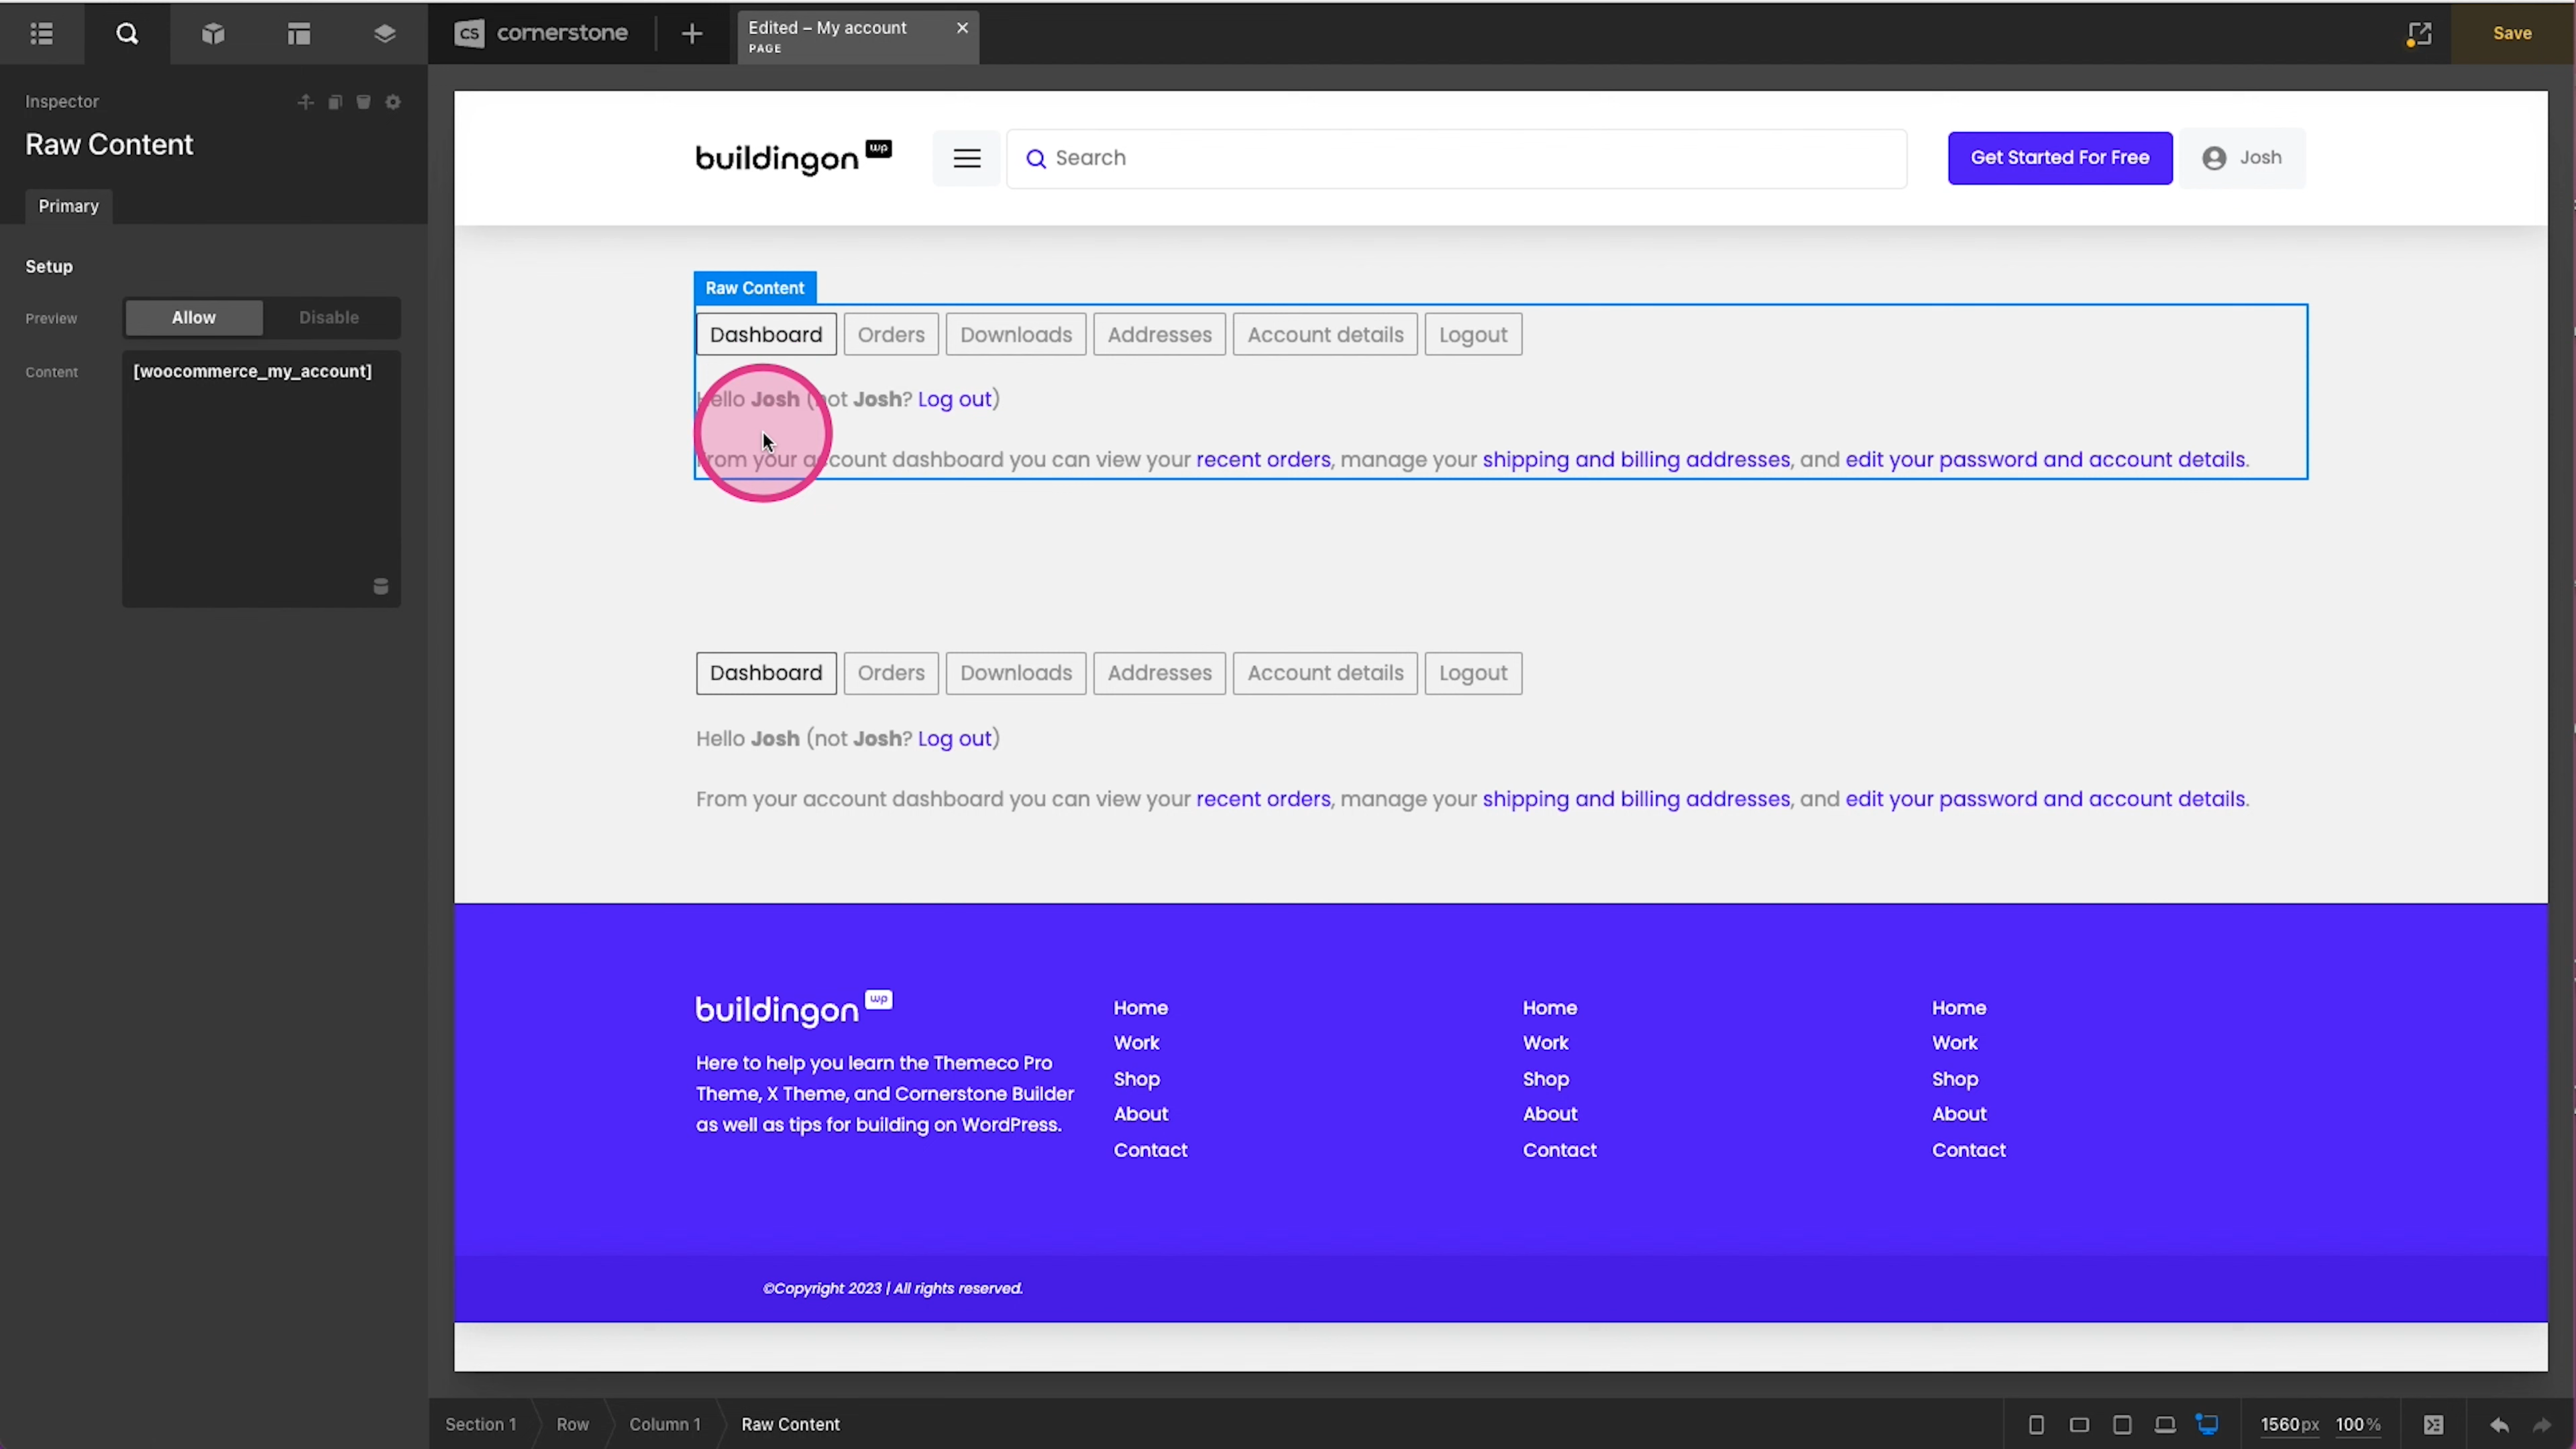 CS cornerstone
Edited – My account
PAGE
Save
Inspector
Raw Content
Primary
Setup
Preview
Allow
Disable
Content
[woocommerce_my_account]
buildingon wp
Search
Get Started For Free
Josh
Raw Content
Dashboard Orders Downloads Addresses Account details Logout
Hello Josh (not Josh? Log out)
From your account dashboard you can view your recent orders, manage your shipping and billing addresses, and edit your password and account details.
Dashboard Orders Downloads Addresses Account details Logout
Hello Josh (not Josh? Log out)
From your account dashboard you can view your recent orders, manage your shipping and billing addresses, and edit your password and account details.
buildingon wp
Here to help you learn the Themeco Pro
Theme, X Theme, and Cornerstone Builder
as well as tips for building on WordPress.
Home
Work
Shop
About
Contact
Home
Work
Shop
About
Contact
Home
Work
Shop
About
Contact
©Copyright 2023 | All rights reserved.
Section 1 Row Column 1 Raw Content
1560px 100%